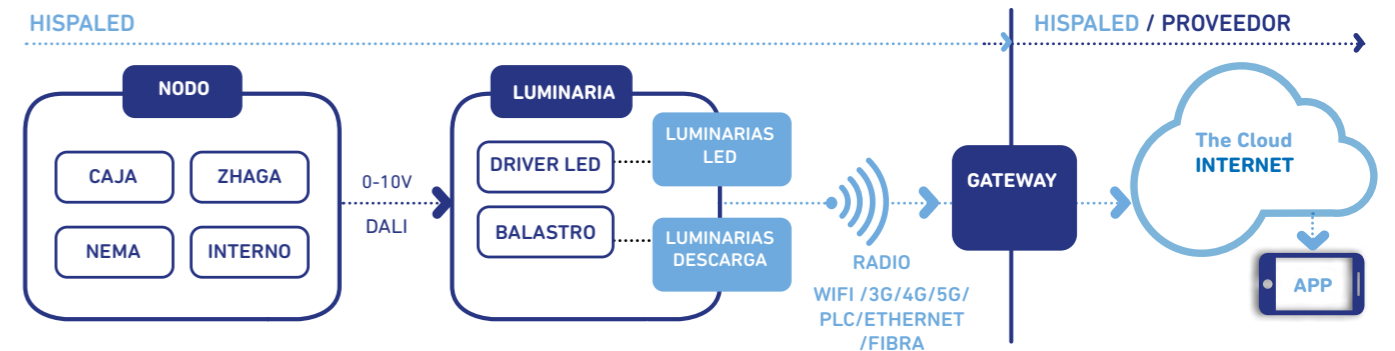 HISPALED
HISPALED / PROVEEDOR
NODO
CAJA
ZHAGA
NEMA
INTERNO
0-10V
DALI
LUMINARIA
DRIVER LED
BALASTRO
LUMINARIAS
LED
LUMINARIAS
DESCARGA
RADIO
WIFI /3G/4G/5G/
PLC/ETHERNET
/FIBRA
GATEWAY
The Cloud
INTERNET
APP